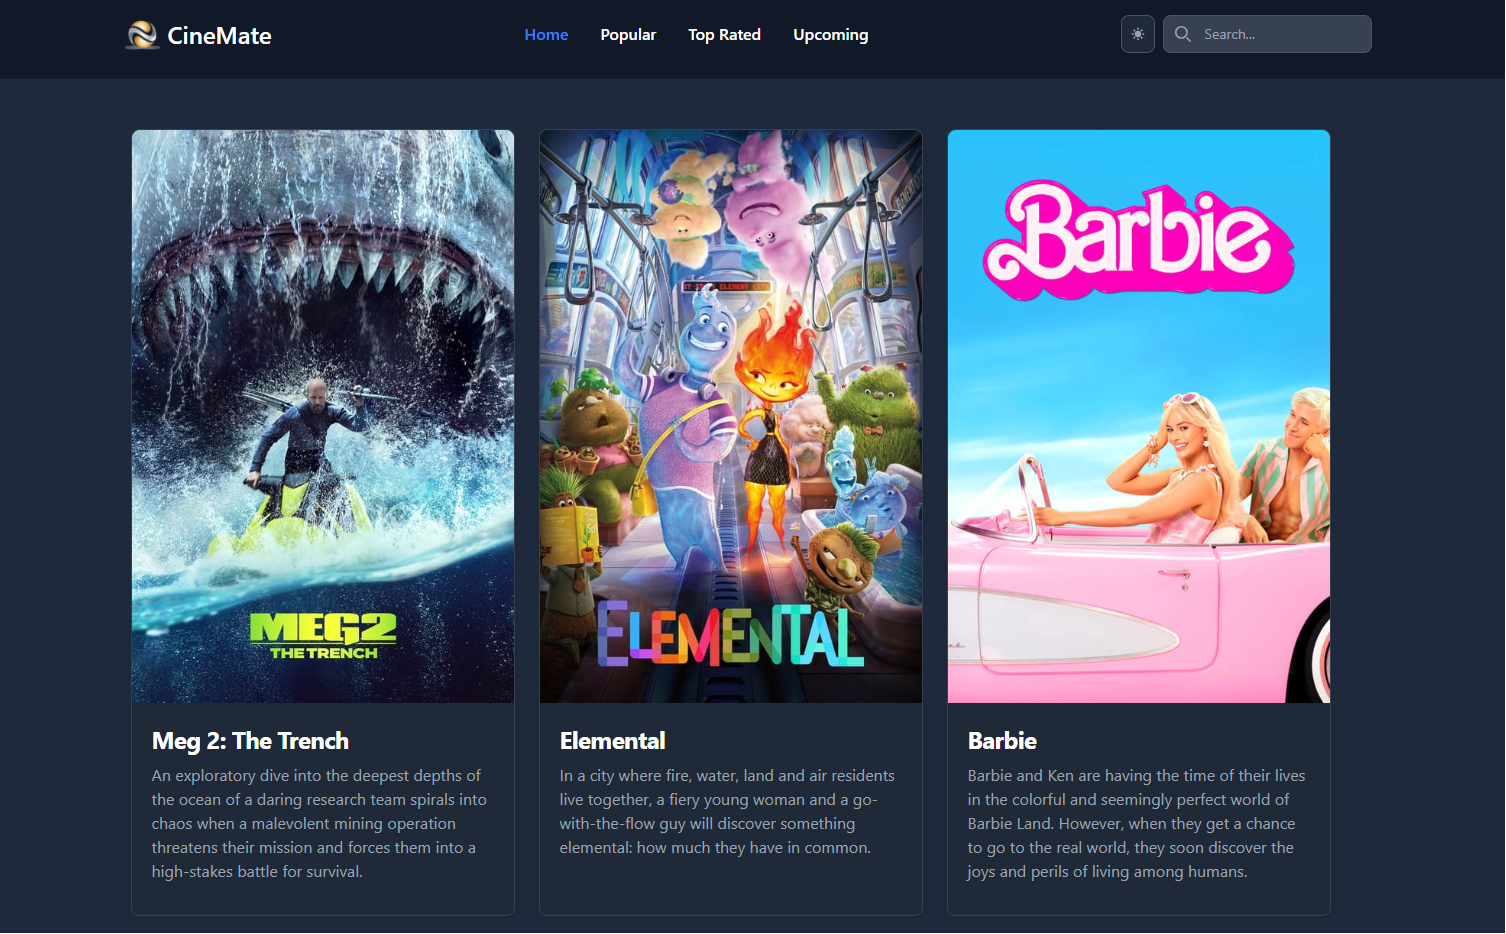 CineMate
Home Popular Top Rated Upcoming
Search...
ELEMENT CITY
Barbie
MEG2
THE TRENCH
ELEMENTAL
Meg 2: The Trench
An exploratory dive into the deepest depths of
the ocean of a daring research team spirals into
chaos when a malevolent mining operation
threatens their mission and forces them into a
high-stakes battle for survival.
Elemental
In a city where fire, water, land and air residents
live together, a fiery young woman and a go-
with-the-flow guy will discover something
elemental: how much they have in common.
Barbie
Barbie and Ken are having the time of their lives
in the colorful and seemingly perfect world of
Barbie Land. However, when they get a chance
to go to the real world, they soon discover the
joys and perils of living among humans.